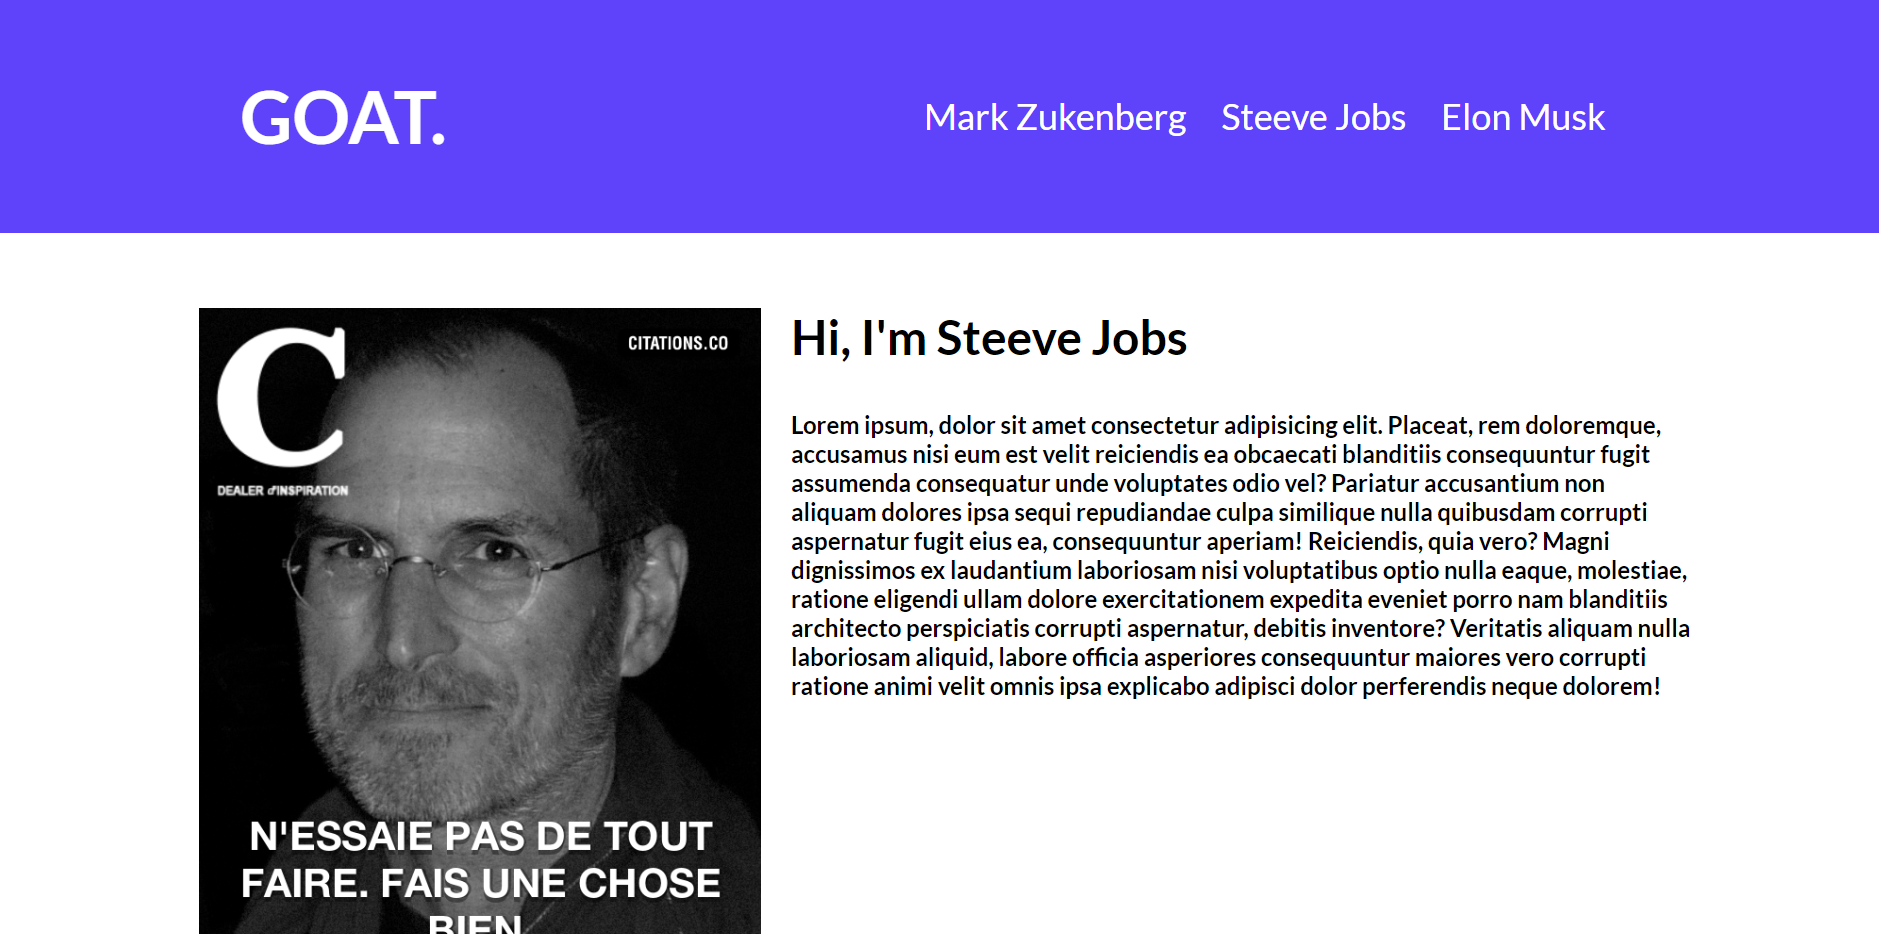 GOAT.
Mark Zukenberg Steeve Jobs Elon Musk
C
CITATIONS.CO
DEALER d'INSPIRATION
N'ESSAIE PAS DE TOUT
FAIRE. FAIS UNE CHOSE
BIEN
Hi, I'm Steeve Jobs
Lorem ipsum, dolor sit amet consectetur adipisicing elit. Placeat, rem doloremque,
accusamus nisi eum est velit reiciendis ea obcaecati blanditiis consequuntur fugit
assumenda consequatur unde voluptates odio vel? Pariatur accusantium non
aliquam dolores ipsa sequi repudiandae culpa similique nulla quibusdam corrupti
aspernatur fugit eius ea, consequuntur aperiam! Reiciendis, quia vero? Magni
dignissimos ex laudantium laboriosam nisi voluptatibus optio nulla eaque, molestiae,
ratione eligendi ullam dolore exercitationem expedita eveniet porro nam blanditiis
architecto perspiciatis corrupti aspernatur, debitis inventore? Veritatis aliquam nulla
laboriosam aliquid, labore officia asperiores consequuntur maiores vero corrupti
ratione animi velit omnis ipsa explicabo adipisci dolor perferendis neque dolorem!